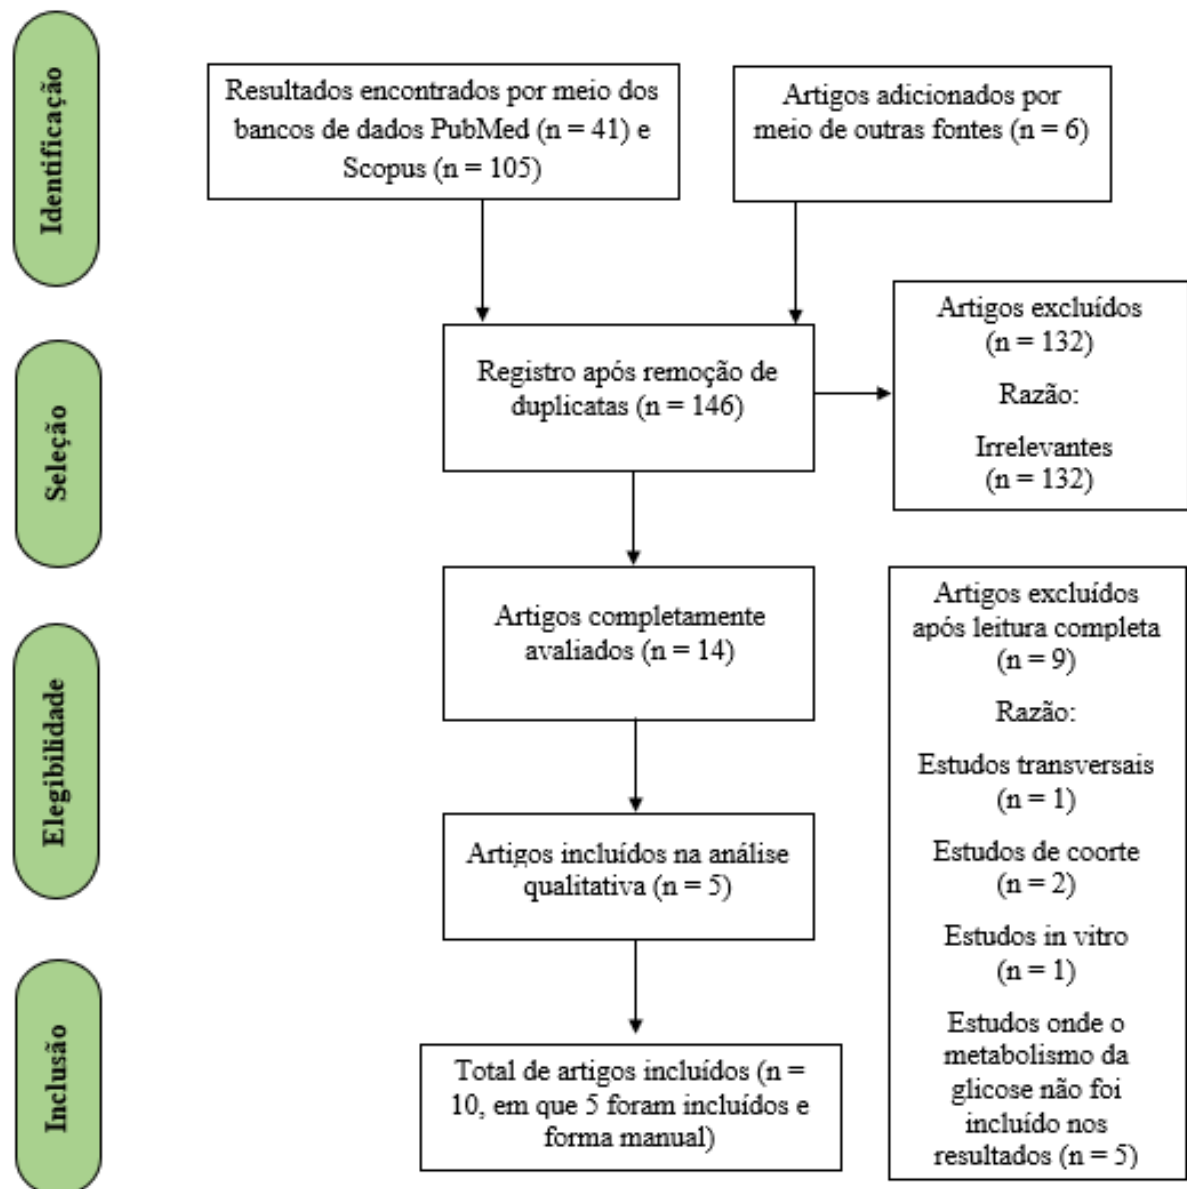 Identificação
Resultados encontrados por meio dos
bancos de dados PubMed (n = 41) e
Scopus (n = 105)
Artigos adicionados por
meio de outras fontes (n = 6)
Seleção
Registro após remoção de
duplicatas (n = 146)
Artigos excluídos
(n = 132)
Razão:
Irrelevantes
(n = 132)
Elegibilidade
Artigos completamente
avaliados (n = 14)
Artigos excluídos
após leitura completa
(n = 9)
Razão:
Estudos transversais
(n = 1)
Estudos de coorte
(n = 2)
Estudos in vitro
(n = 1)
Estudos onde o
metabolismo da
glicose não foi
incluído nos
resultados (n = 5)
Artigos incluídos na análise
qualitativa (n = 5)
Inclusão
Total de artigos incluídos (n =
10, em que 5 foram incluídos e
forma manual)